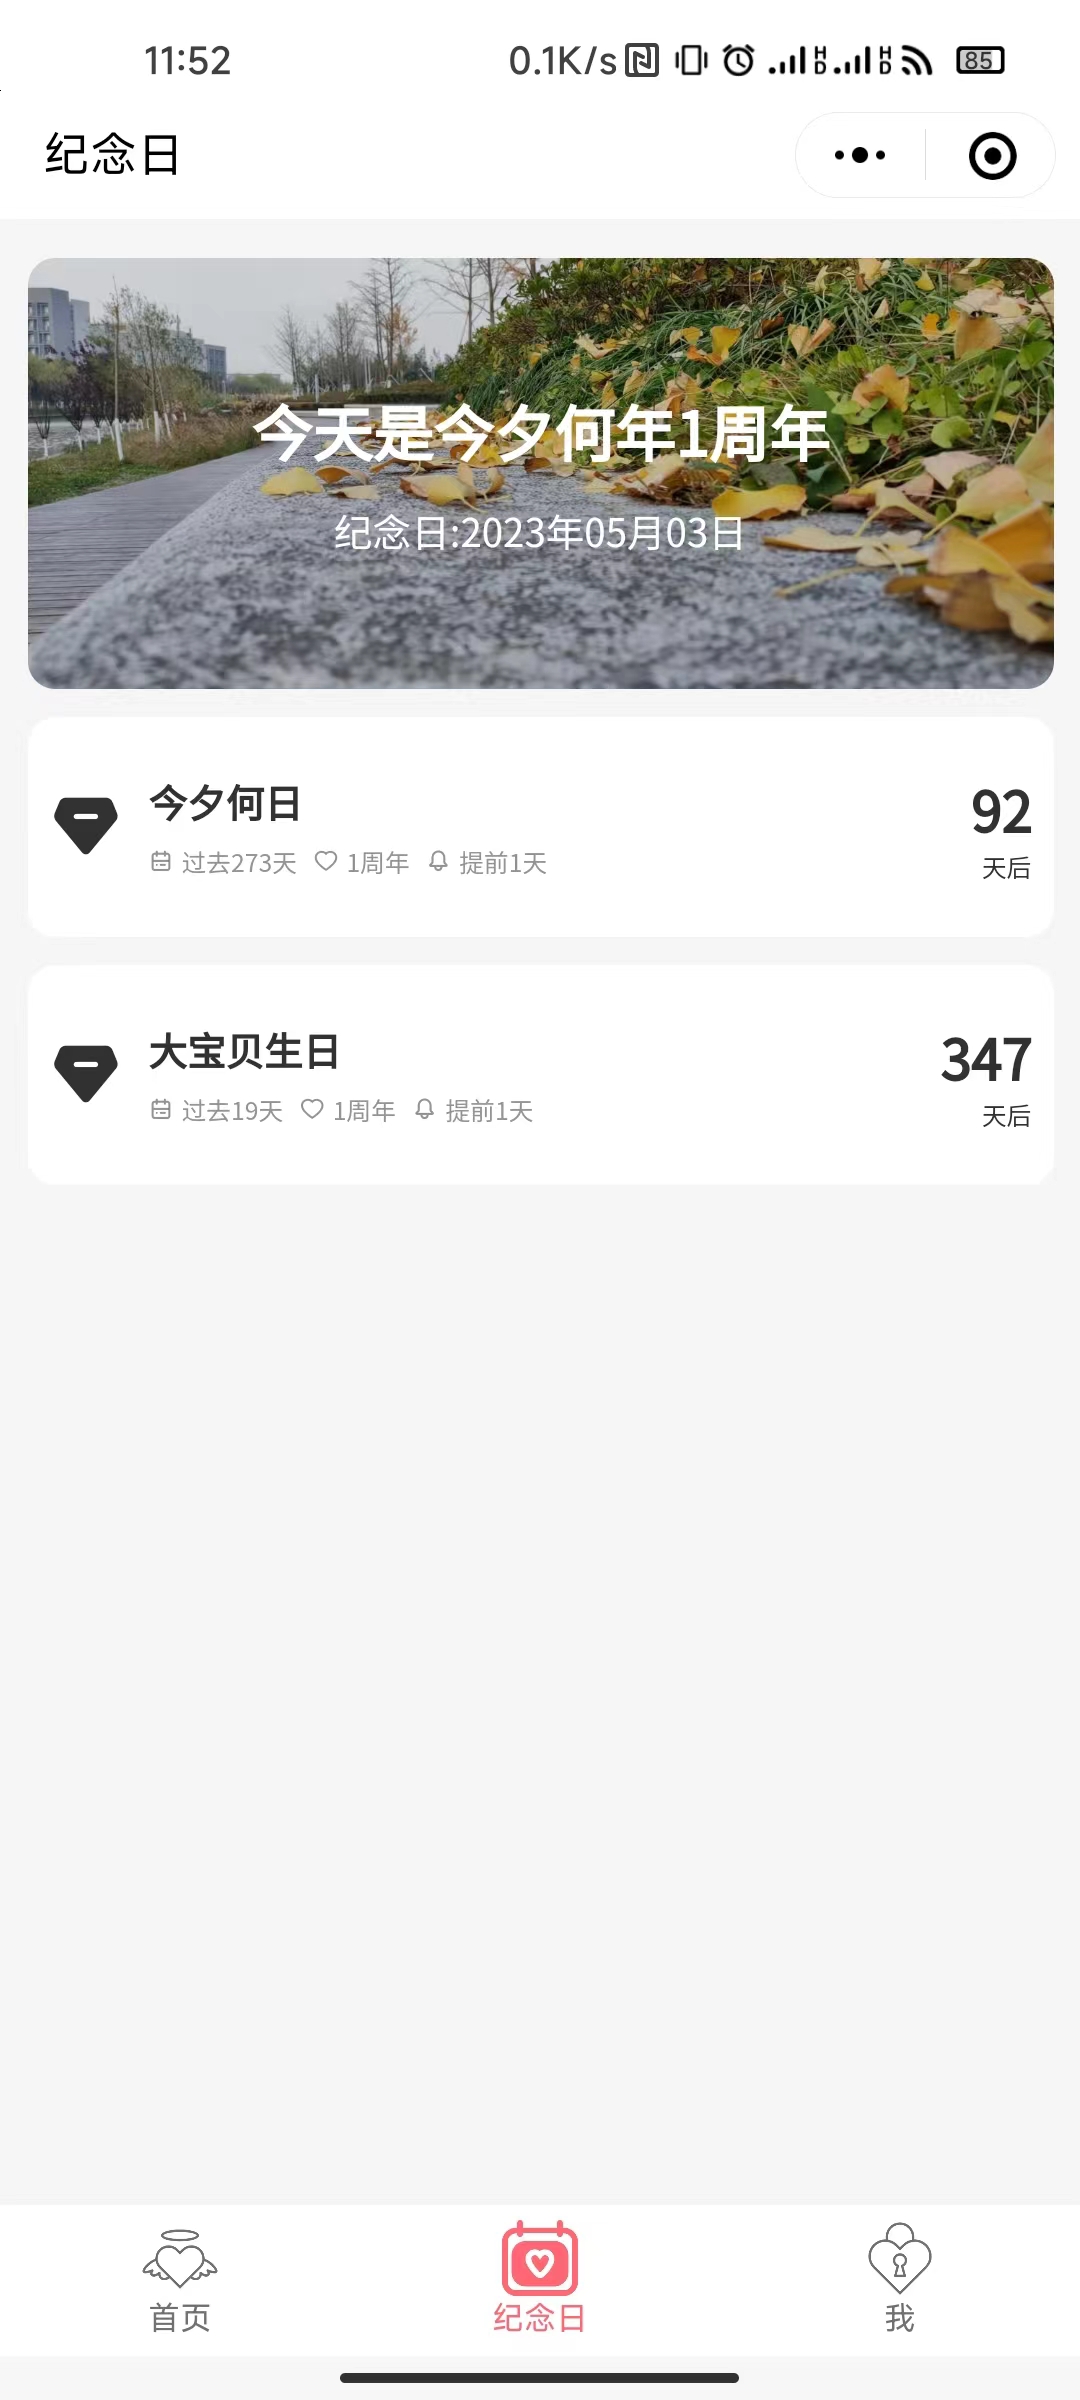 11:52 0.1K/s HD HD 85
纪念日
今天是今夕何年1周年
纪念日:2023年05月03日
今夕何日
过去273天 1周年 提前1天
92
天后
大宝贝生日
过去19天 1周年 提前1天
347
天后
首页 纪念日 我